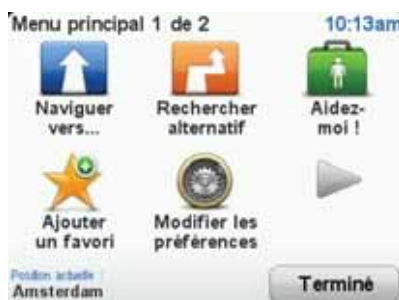 Menu principal 1 de 2
10:13am
Naviguer
vers...
Rechercher
alternatif
Aidez-
moi !
Ajouter
un favori
Modifier les
préférences
Position actuelle :
Amsterdam
Terminé